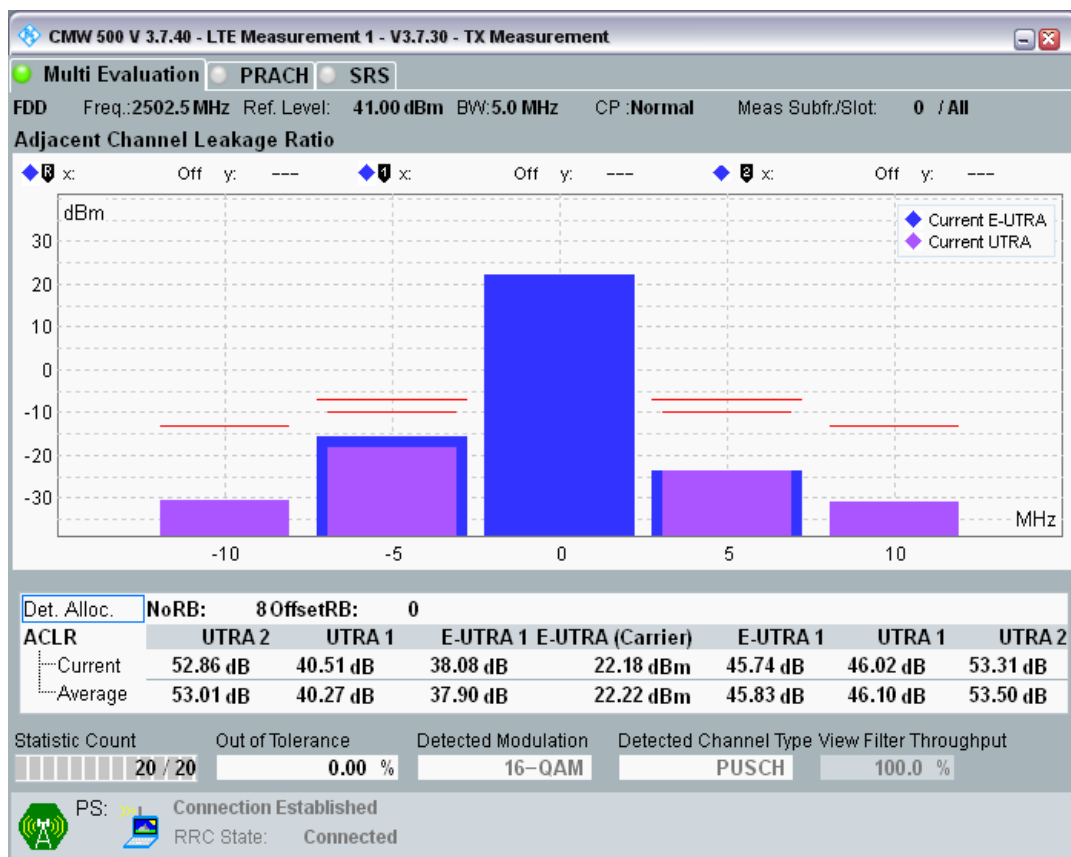 CMW 500 V 3.7.40 - LTE Measurement 1 - V3.7.30 - TX Measurement
Multi Evaluation PRACH SRS
FDD Freq.:2502.5 MHz Ref. Level: 41.00 dBm BW:5.0 MHz CP :Normal Meas Subfr./Slot: 0 / All
Adjacent Channel Leakage Ratio
R x: Off y: --- 1 x: Off y: --- 2 x: Off y: ---
dBm
Current E-UTRA
Current UTRA
30
20
10
0
-10
-20
-30
MHz
-10 -5 0 5 10
Det. Alloc. NoRB: 8 OffsetRB: 0
ACLR UTRA 2 UTRA 1 E-UTRA 1 E-UTRA (Carrier) E-UTRA 1 UTRA 1 UTRA 2
Current 52.86 dB 40.51 dB 38.08 dB 22.18 dBm 45.74 dB 46.02 dB 53.31 dB
Average 53.01 dB 40.27 dB 37.90 dB 22.22 dBm 45.83 dB 46.10 dB 53.50 dB
Statistic Count Out of Tolerance Detected Modulation Detected Channel Type View Filter Throughput
20 / 20 0.00 % 16-QAM PUSCH 100.0 %
PS: Connection Established
RRC State: Connected